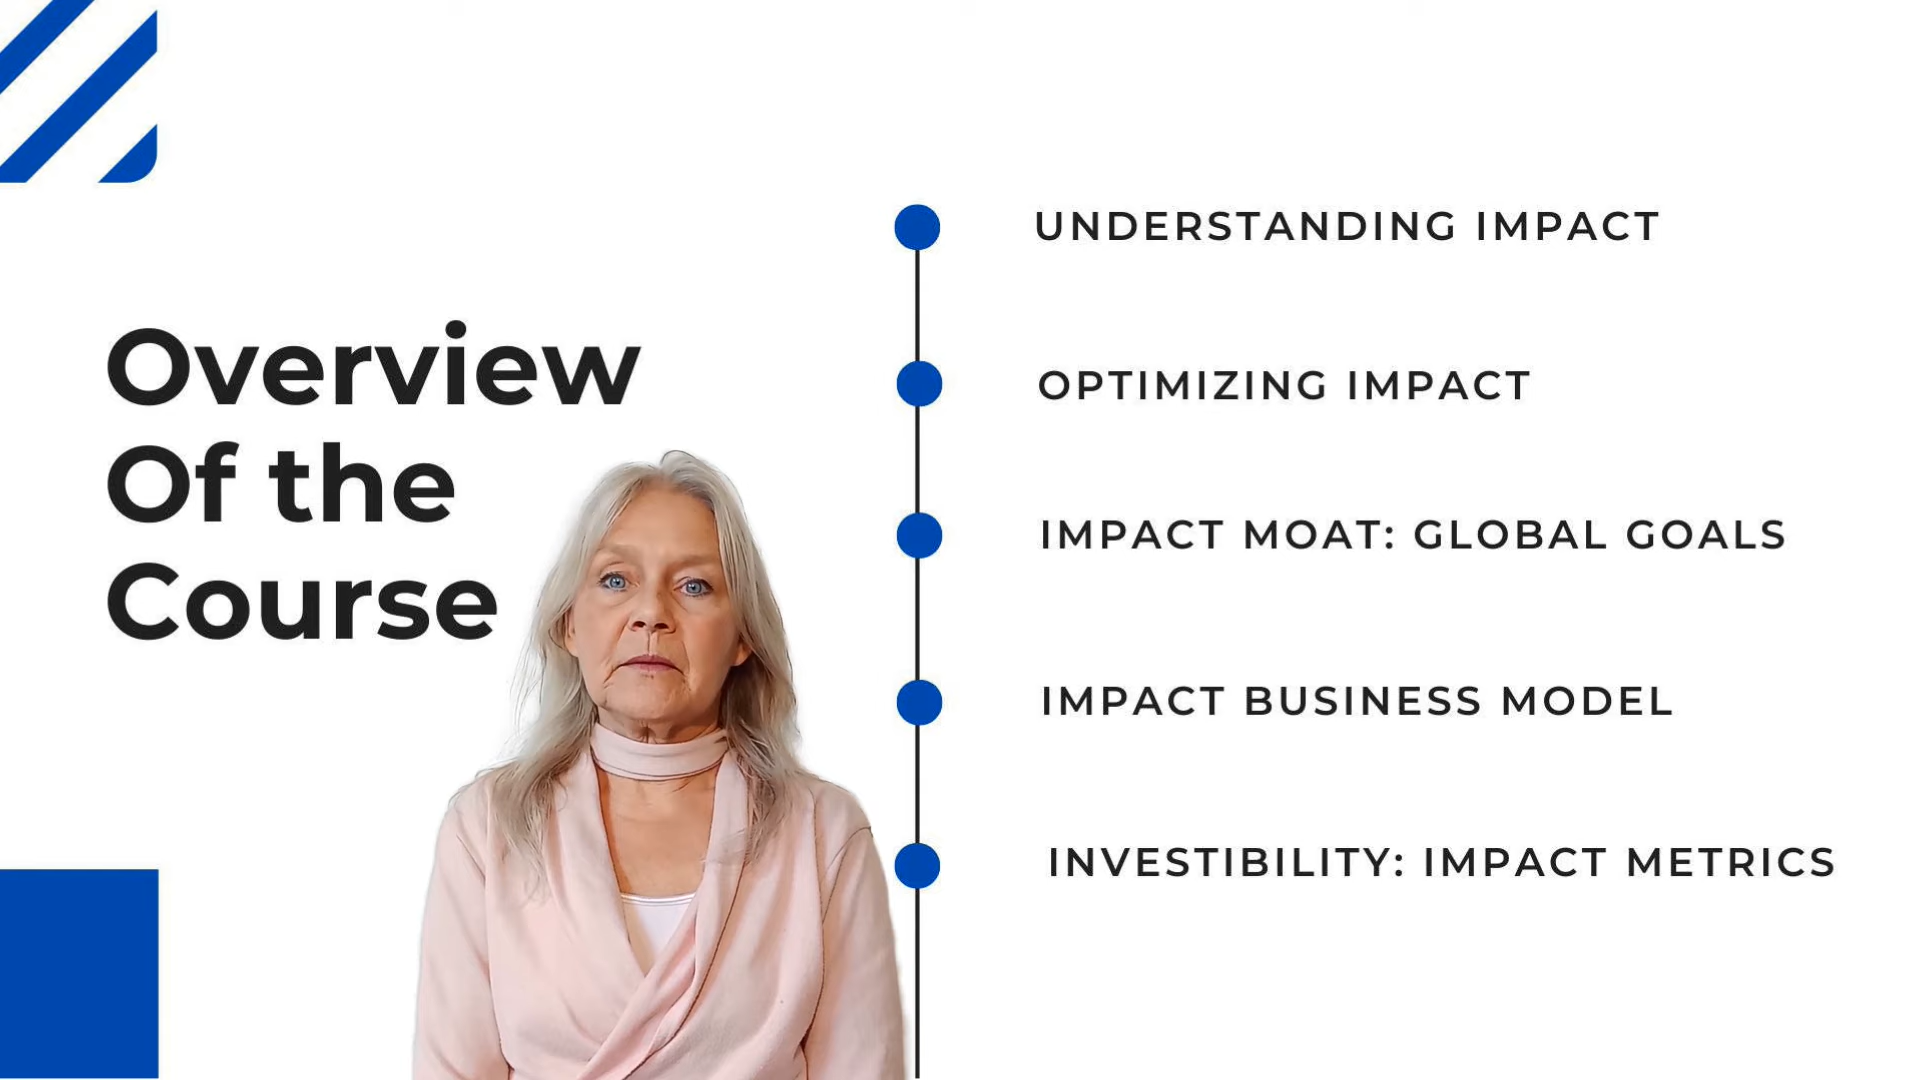 Overview
Of the
Course
UNDERSTANDING IMPACT
OPTIMIZING IMPACT
IMPACT MOAT: GLOBAL GOALS
IMPACT BUSINESS MODEL
INVESTIBILITY: IMPACT METRICS